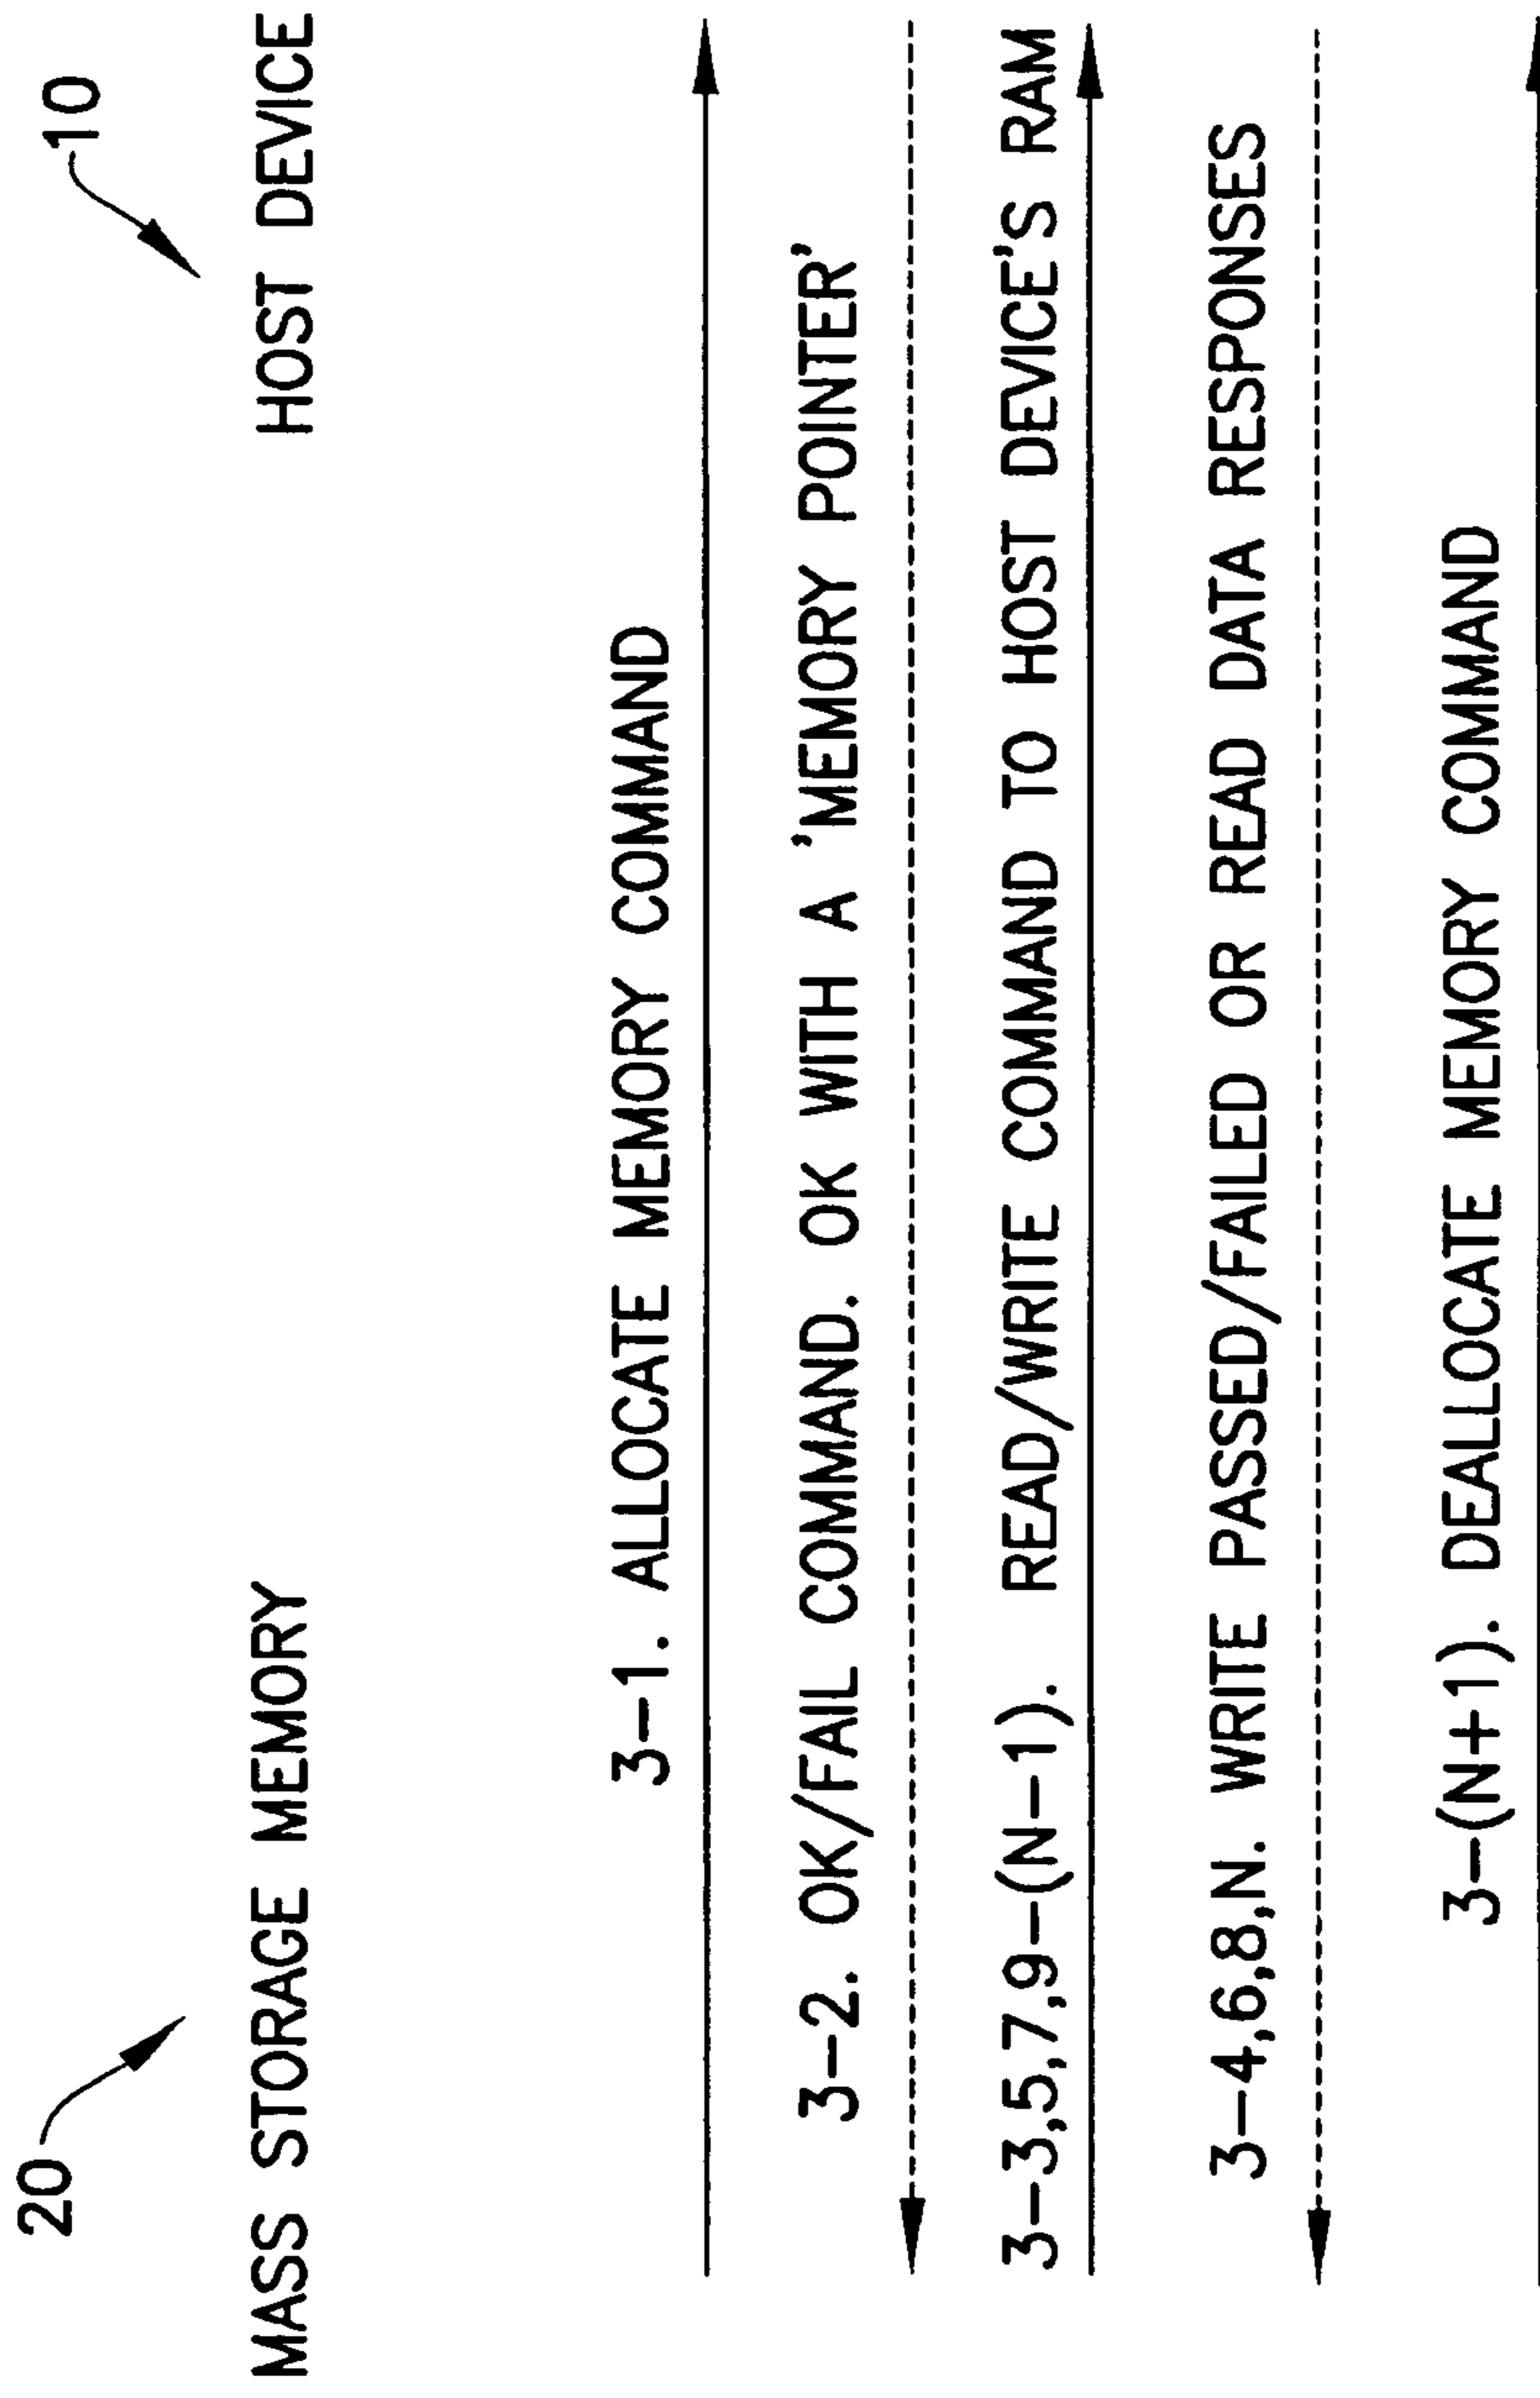 20
10
MASS STORAGE MEMORY
HOST DEVICE
3-1. ALLOCATE MEMORY COMMAND
3-2. OK/FAIL COMMAND. OK WITH A 'MEMORY POINTER'
3-3,5,7,9-(N-1). READ/WRITE COMMAND TO HOST DEVICE'S RAM
3-4,6,8,N. WRITE PASSED/FAILED OR READ DATA RESPONSES
3-(N+1). DEALLOCATE MEMORY COMMAND